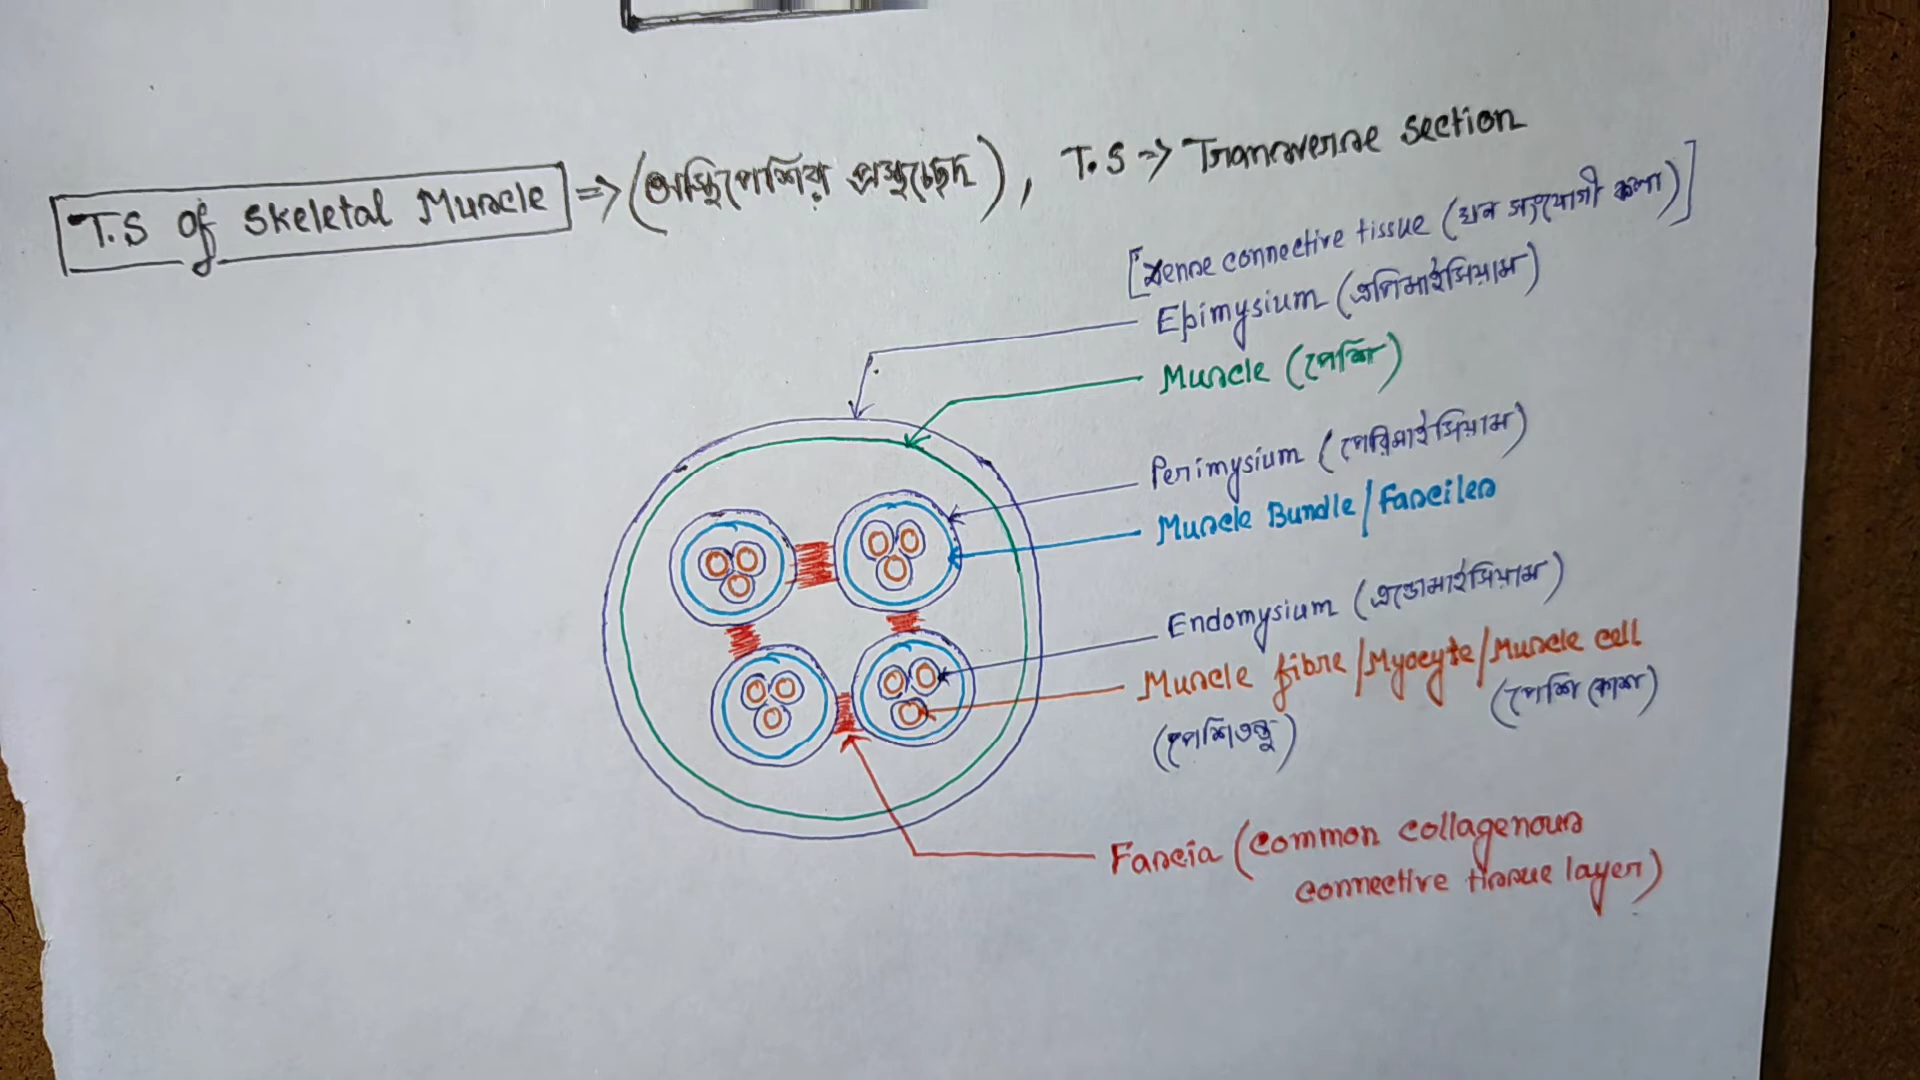 T.S of Skeletal Muscle => (অস্থিপেশির প্রস্থচ্ছেদ), T.S => Transverse section
[Dense connective tissue (ঘন সংযোগী কলা)]
Epimysium (এপিমাইসিয়াম)
Muscle (পেশি)
Perimysium (পেরিমাইসিয়াম)
Muscle Bundle/Fasciles
Endomysium (এন্ডোমাইসিয়াম)
Muscle fibre/Myocyte/Muscle cell
(পেশিতন্তু) (পেশি কোশ)
Fascia (Common collagenous
connective tissue layer)